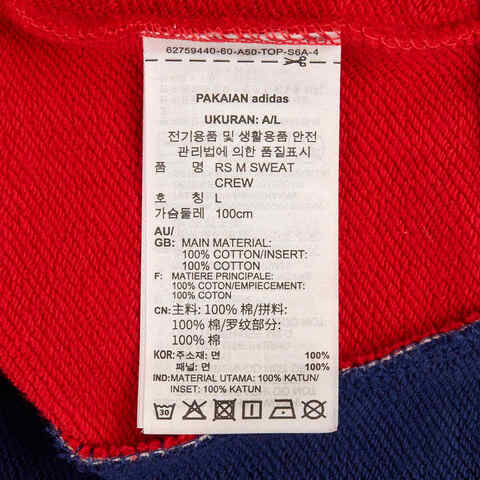 62759440-60-A50-TOP-S6A-4
PAKAIAN adidas
UKURAN: A/L
전기용품 및 생활용품 안전
관리법에 의한 품질표시
품 명 RS M SWEAT
CREW
호 칭 L
가슴둘레 100cm
AU/
GB: MAIN MATERIAL:
100% COTTON/INSERT:
100% COTTON
F: MATIERE PRINCIPALE:
100% COTON/EMPIECEMENT:
100% COTON
CN: 主料: 100% 棉/拼料:
100% 棉/罗纹部分:
100% 棉
KOR: 주소재: 면 100%
패널: 면 100%
IND: MATERIAL UTAMA: 100% KATUN/
INSET: 100% KATUN
30